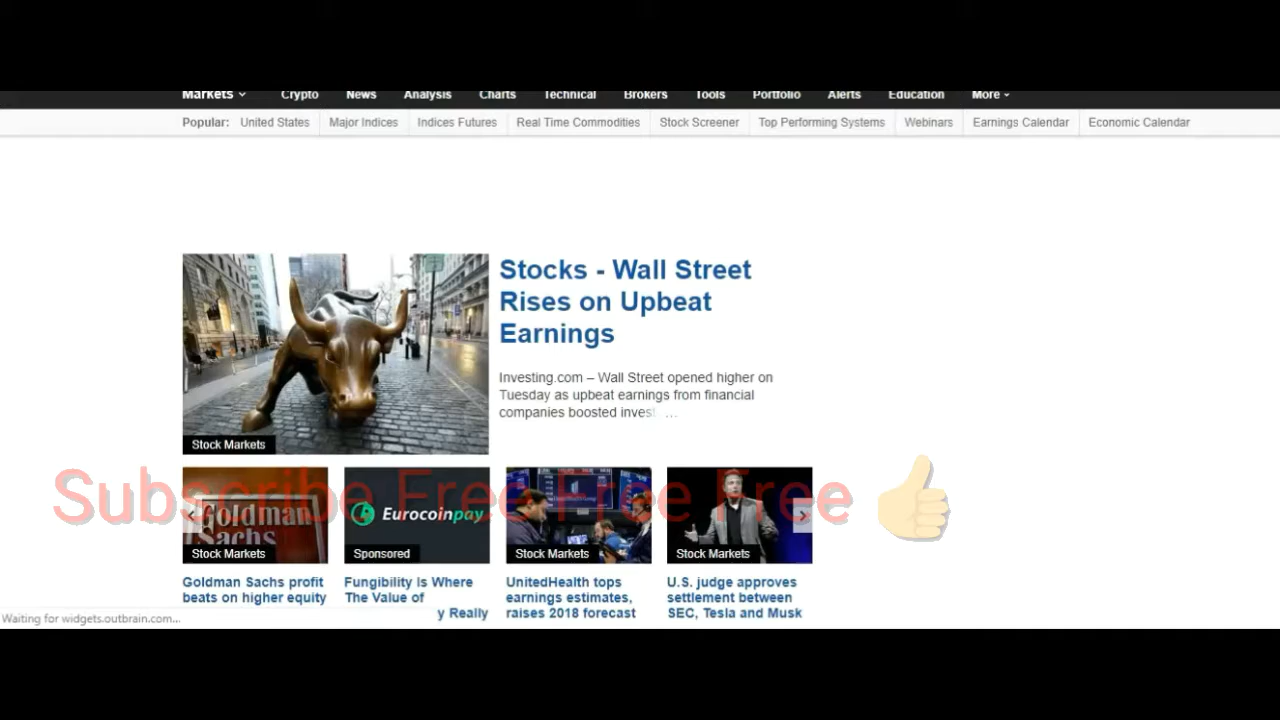 Markets Crypto News Analysis Charts Technical Brokers Tools Portfolio Alerts Education More
Popular: United States Major Indices Indices Futures Real Time Commodities Stock Screener Top Performing Systems Webinars Earnings Calendar Economic Calendar
Stocks - Wall Street
Rises on Upbeat
Earnings
Investing.com – Wall Street opened higher on
Tuesday as upbeat earnings from financial
companies boosted invest ...
Stock Markets
Subscribe Free Free Free
Goldman
Sachs
Eurocoinpay
Stock Markets
Sponsored
Stock Markets
Stock Markets
Goldman Sachs profit
beats on higher equity
Fungibility Is Where
The Value of
y Really
UnitedHealth tops
earnings estimates,
raises 2018 forecast
U.S. judge approves
settlement between
SEC, Tesla and Musk
Waiting for widgets.outbrain.com...